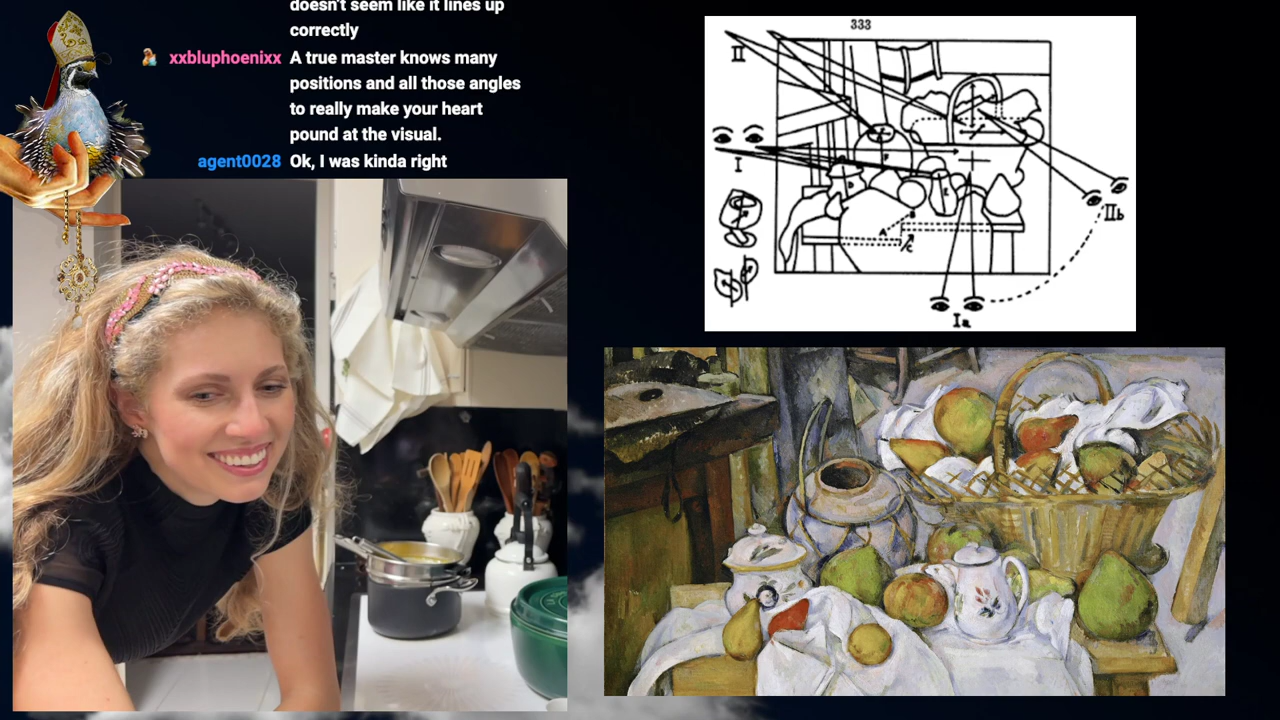 doesn't seem like it lines up
correctly
xxbluphoenixx A true master knows many
positions and all those angles
to really make your heart
pound at the visual.
agent0028 Ok, I was kinda right
333
II
I
IIb
Ia